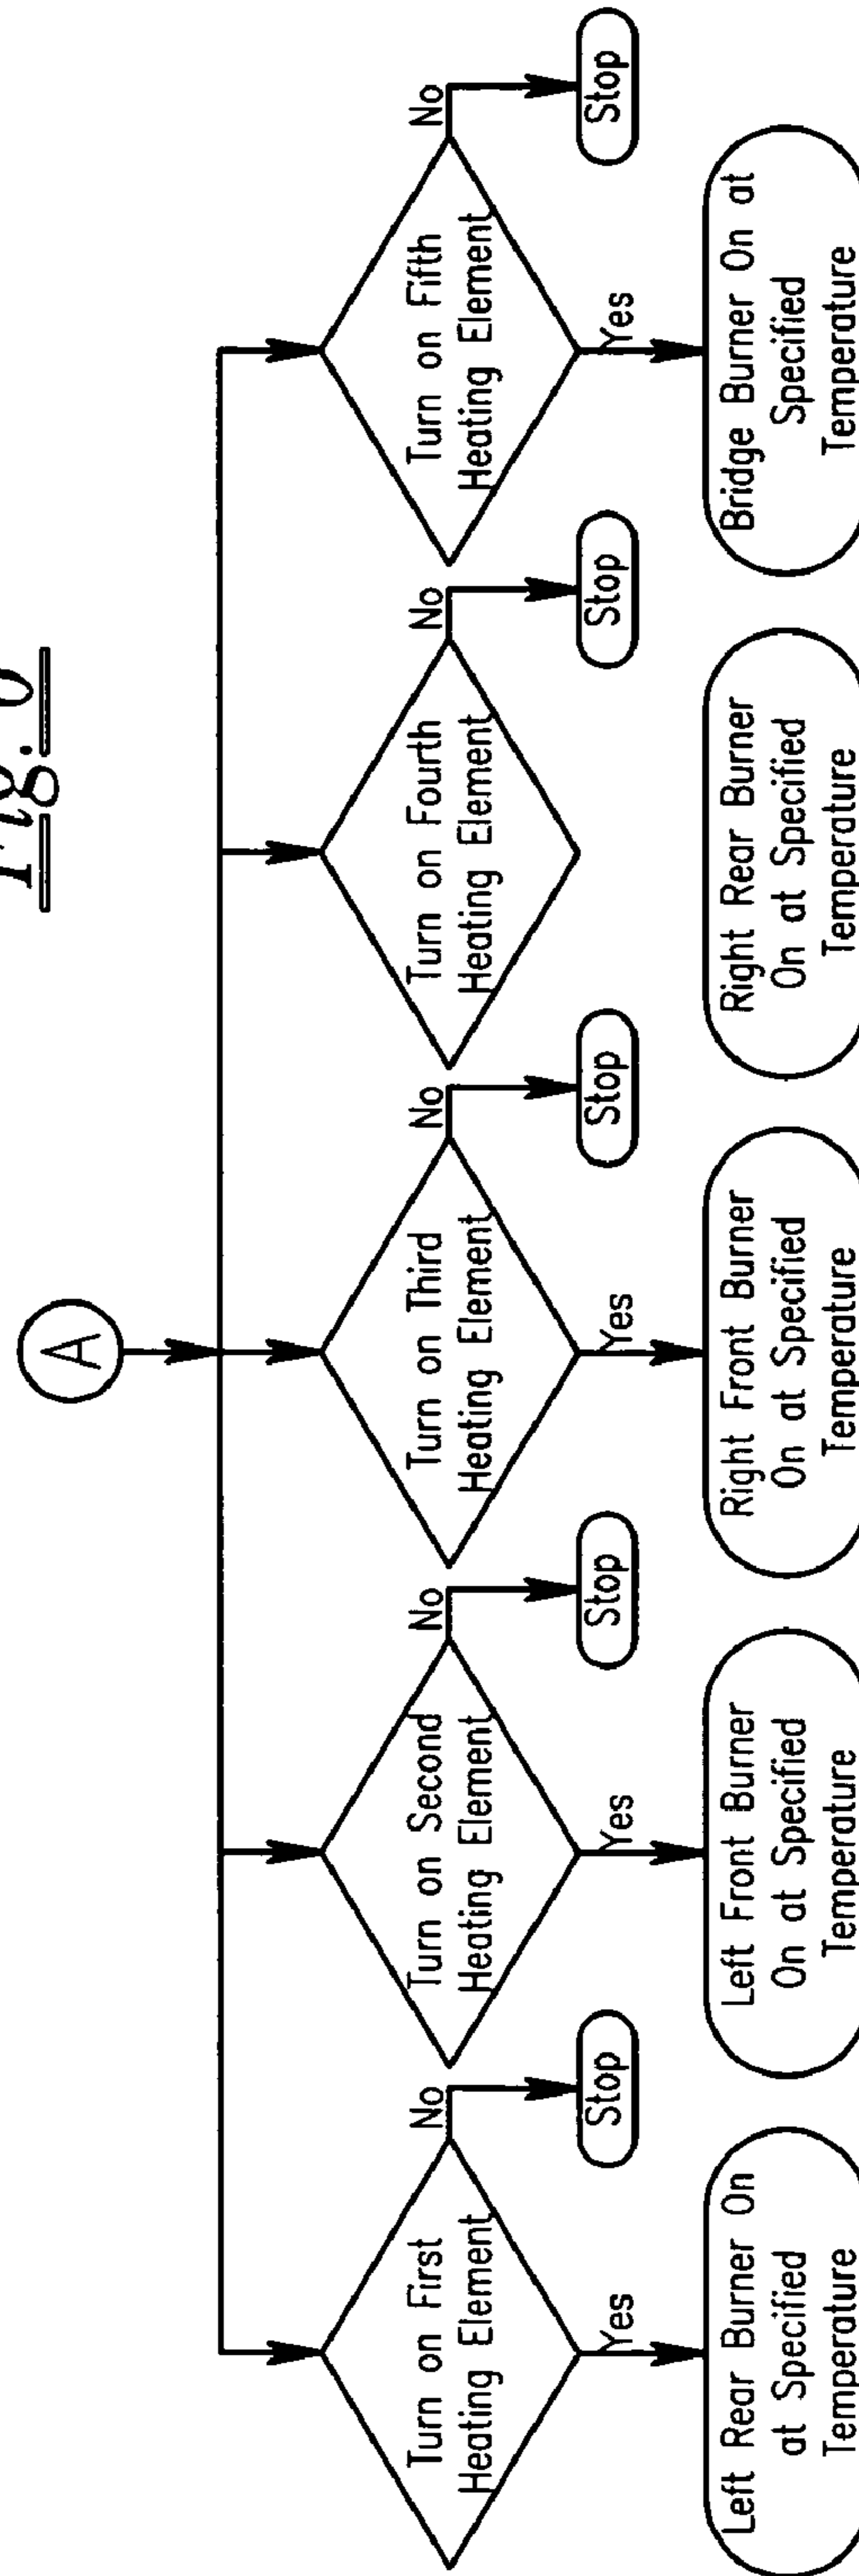 Fig.
A
Turn on First
Heating Element
No
Stop
Yes
Left Rear Burner On
at Specified
Temperature
Turn on Second
Heating Element
No
Stop
Yes
Left Front Burner
On at Specified
Temperature
Turn on Third
Heating Element
No
Stop
Yes
Right Front Burner
On at Specified
Temperature
Turn on Fourth
Heating Element
No
Stop
Right Rear Burner
On at Specified
Temperature
Turn on Fifth
Heating Element
No
Stop
Yes
Bridge Burner On at
Specified
Temperature